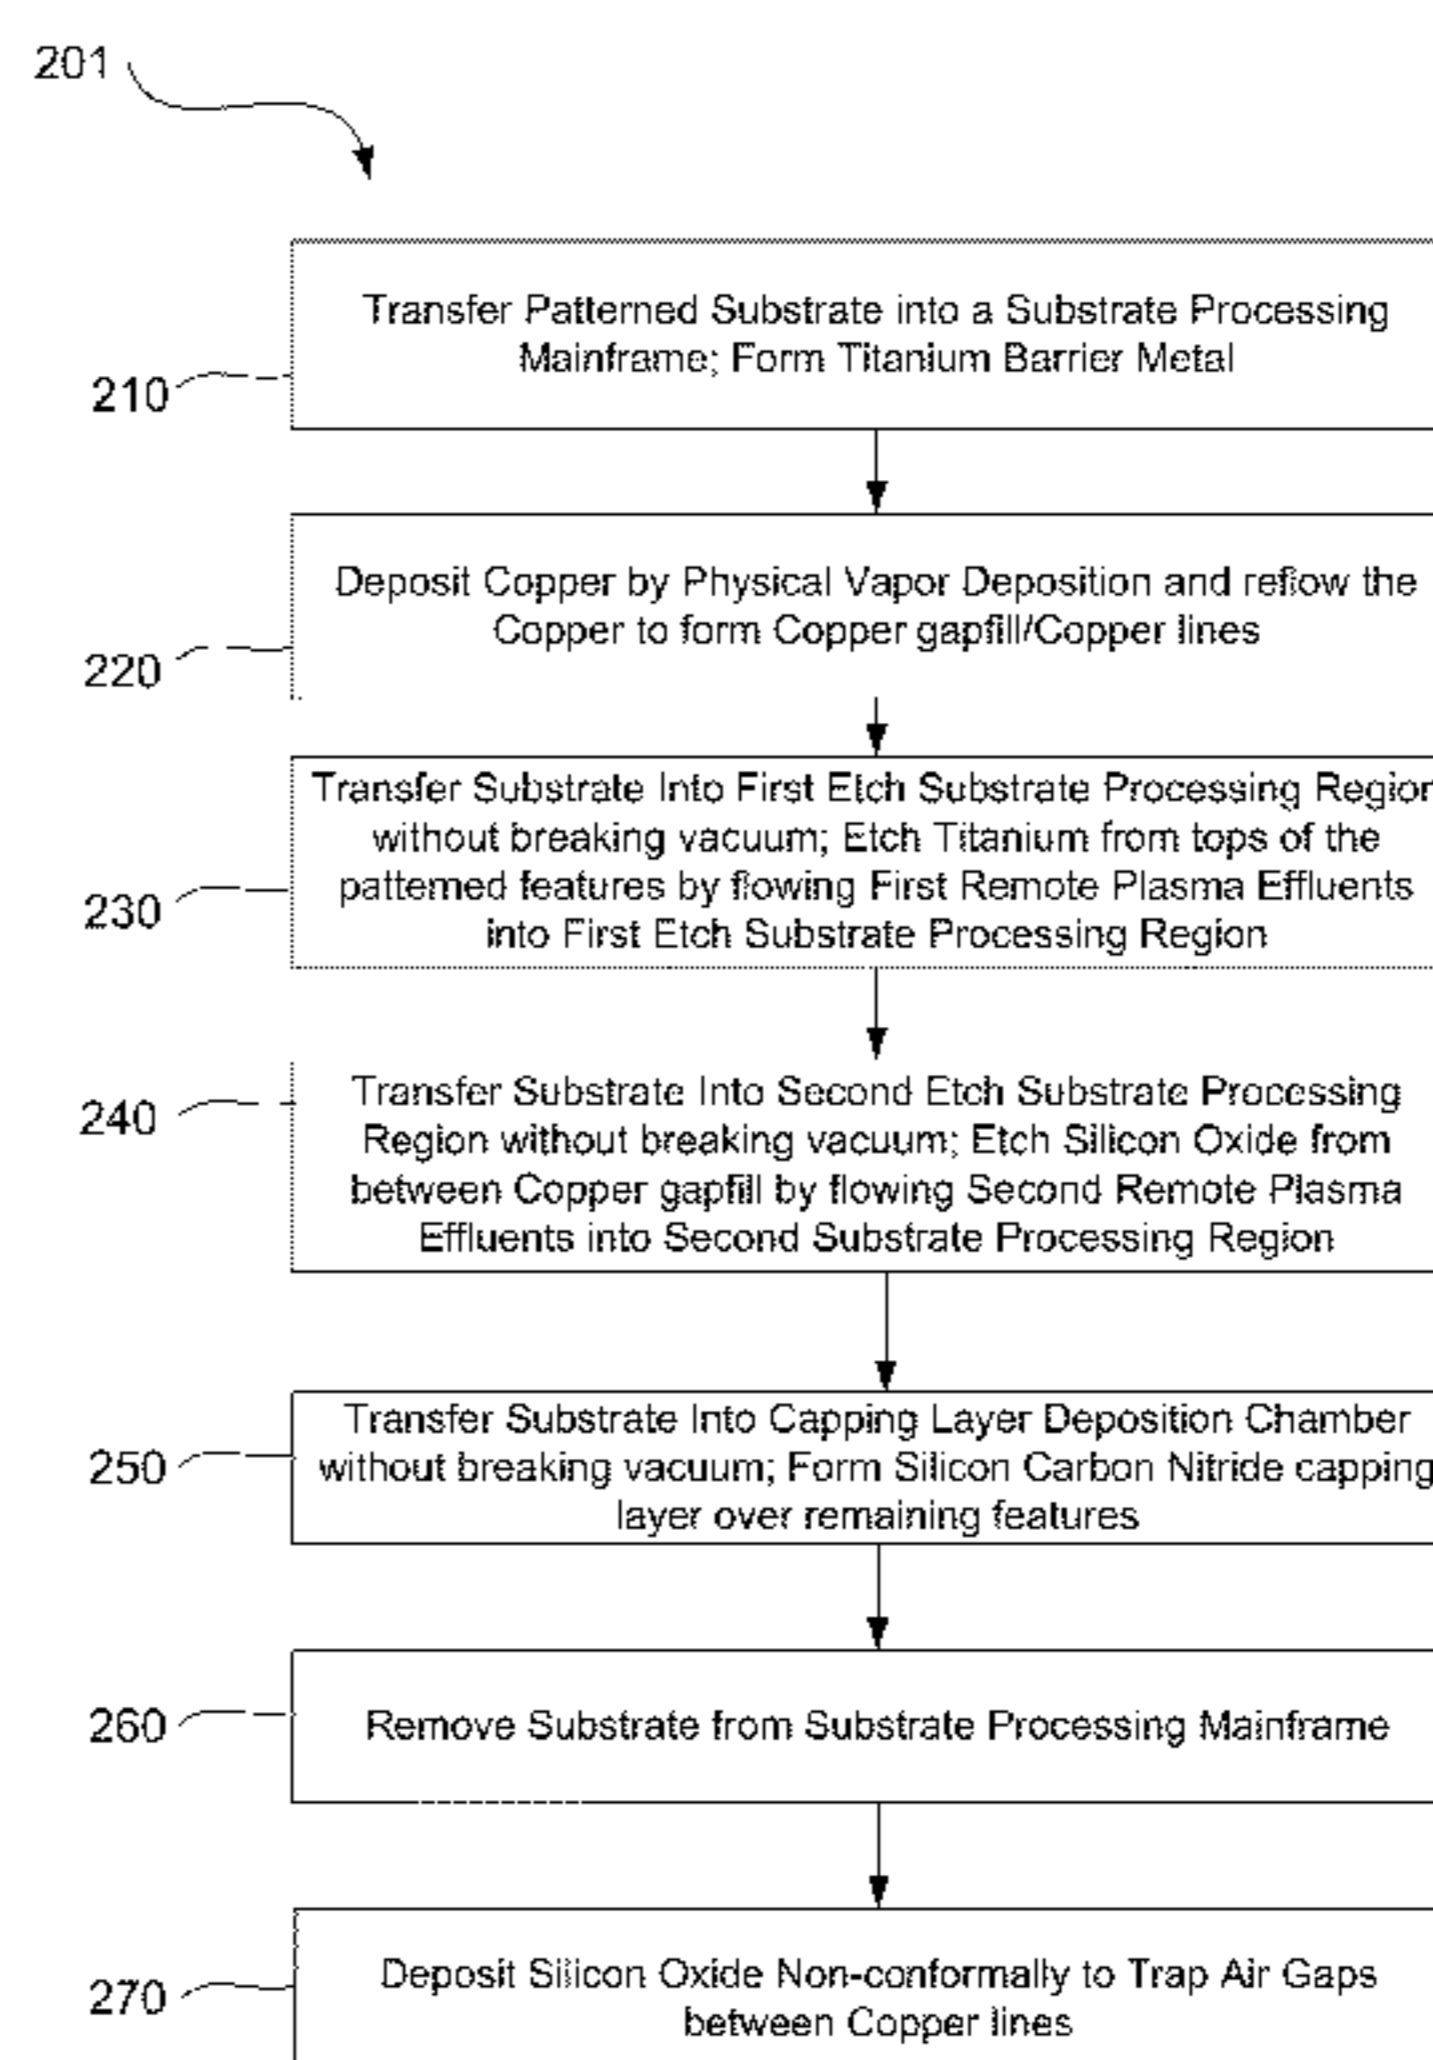 201
Transfer Patterned Substrate into a Substrate Processing
Mainframe; Form Titanium Barrier Metal
210
Deposit Copper by Physical Vapor Deposition and reflow the
Copper to form Copper gapfill/Copper lines
220
Transfer Substrate Into First Etch Substrate Processing Region
without breaking vacuum; Etch Titanium from tops of the
patterned features by flowing First Remote Plasma Effluents
into First Etch Substrate Processing Region
230
Transfer Substrate Into Second Etch Substrate Processing
Region without breaking vacuum; Etch Silicon Oxide from
between Copper gapfill by flowing Second Remote Plasma
Effluents into Second Substrate Processing Region
240
Transfer Substrate Into Capping Layer Deposition Chamber
without breaking vacuum; Form Silicon Carbon Nitride capping
layer over remaining features
250
Remove Substrate from Substrate Processing Mainframe
260
Deposit Silicon Oxide Non-conformally to Trap Air Gaps
between Copper lines
270